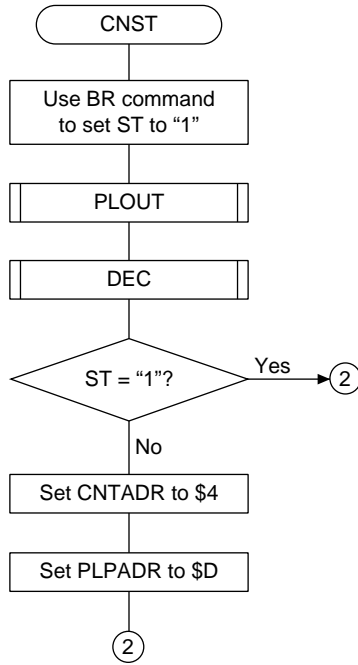 CNST
Use BR command
to set ST to “1”
PLOUT
DEC
ST = “1”?
Yes
2
No
Set CNTADR to $4
Set PLPADR to $D
2